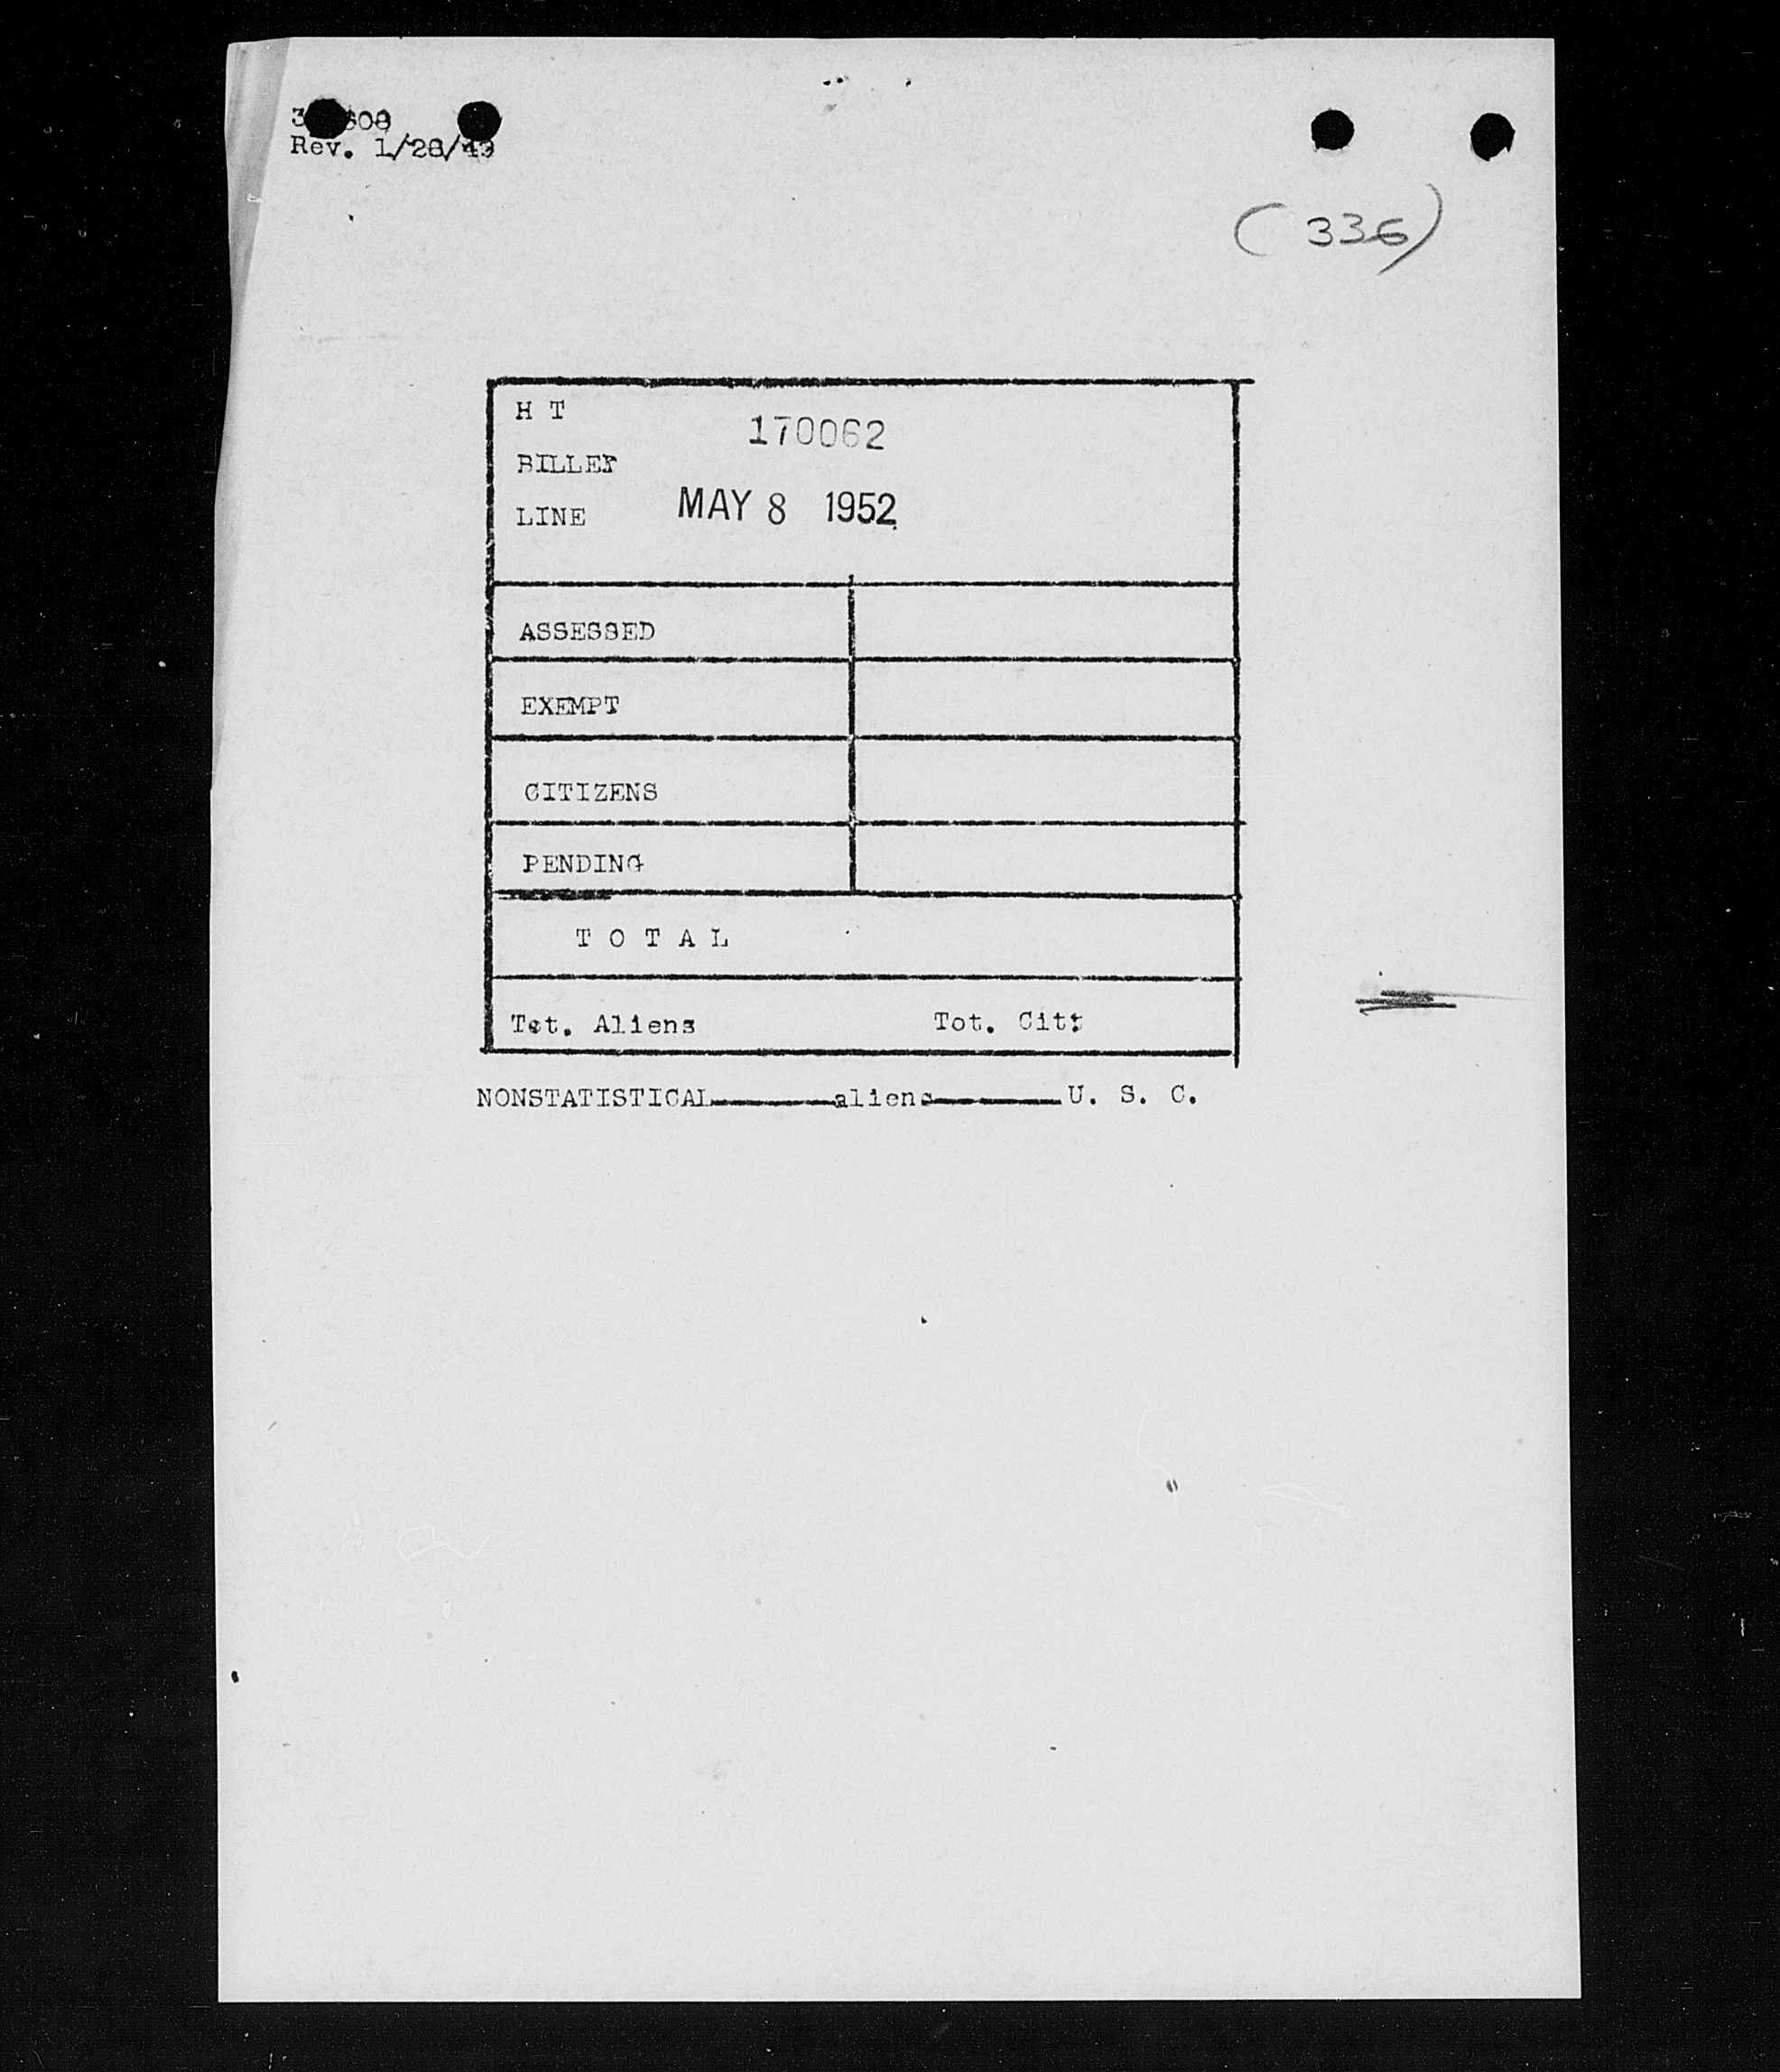 Rev. 1/28/49
(336)
H T
170062
BILLET
LINE MAY 8 1952
ASSESSED
EXEMPT
CITIZENS
PENDING
T O T A L
Tot. Aliens Tot. Cit:
NONSTATISTICAL aliens U. S. C.